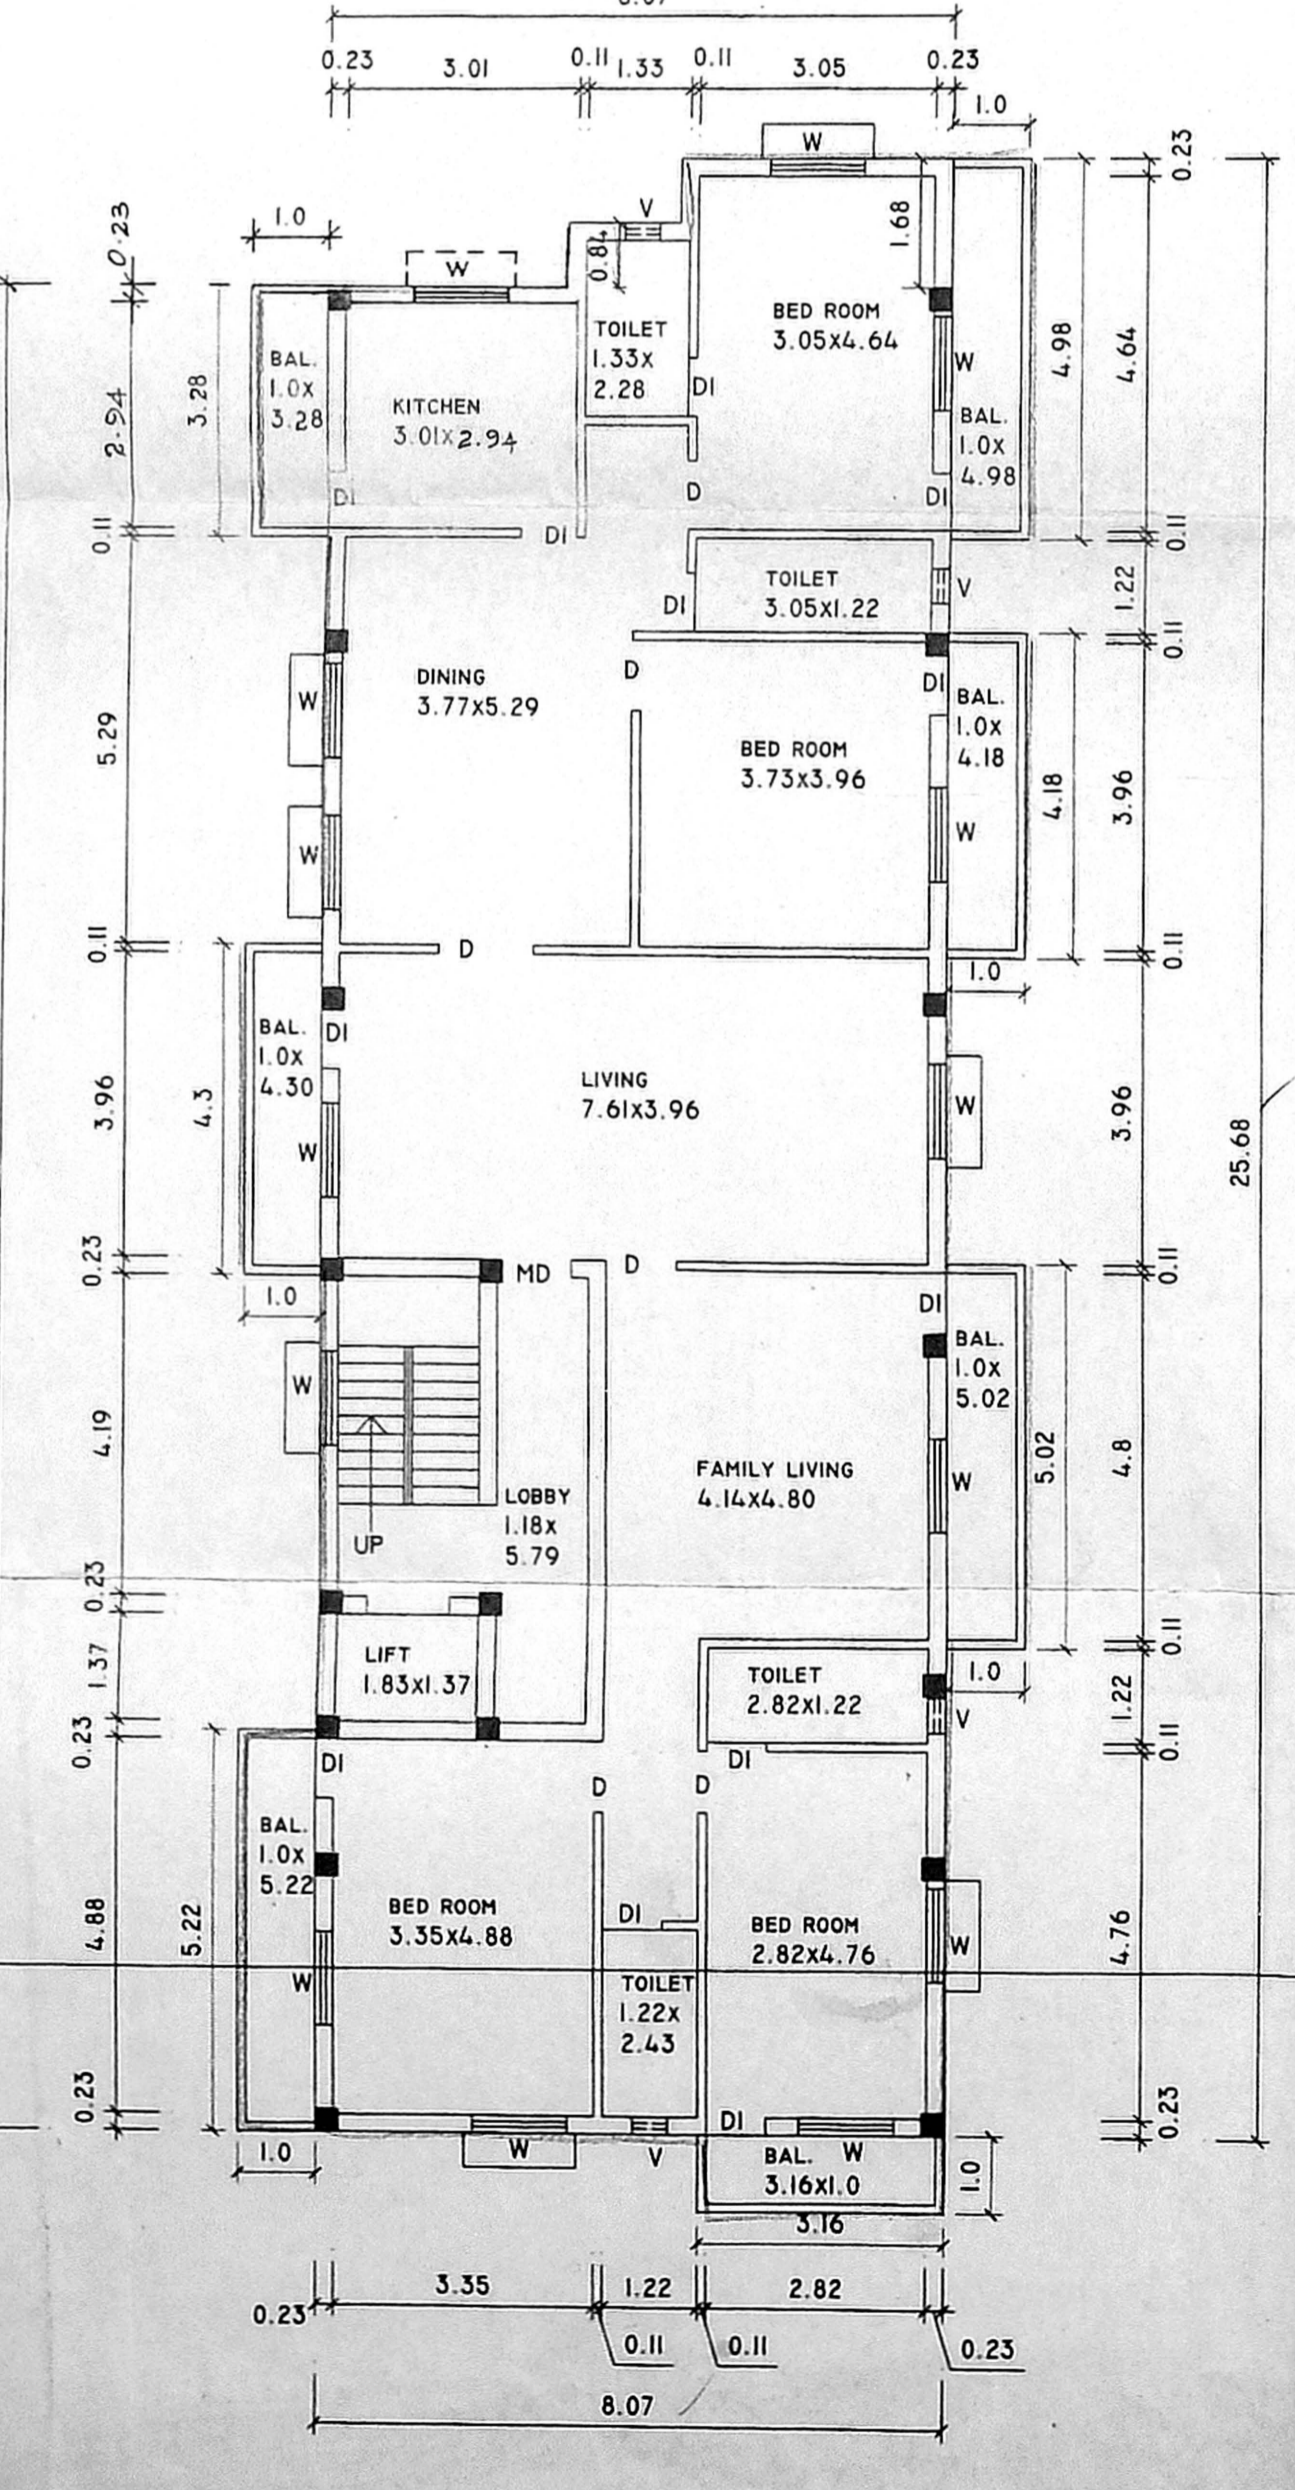 0.23
3.01
0.11
1.33
0.11
3.05
0.23
1.0
W
0.23
1.0
0.23
V
0.84
1.68
W
BED ROOM
3.05x4.64
TOILET
1.33x
2.28
BAL.
1.0x
3.28
KITCHEN
3.01x2.94
3.28
2.94
DI
W
BAL.
1.0x
4.98
4.98
4.64
D
DI
DI
DI
0.11
0.11
TOILET
3.05x1.22
V
1.22
DI
0.11
D
DINING
3.77x5.29
DI
BAL.
1.0x
4.18
W
5.29
BED ROOM
3.73x3.96
4.18
3.96
W
W
0.11
D
0.11
1.0
BAL.
1.0x
4.30
DI
LIVING
7.61x3.96
W
3.96
4.3
3.96
25.68
W
0.23
MD
D
0.11
1.0
DI
BAL.
1.0x
5.02
W
4.19
FAMILY LIVING
4.14x4.80
W
5.02
4.8
LOBBY
1.18x
5.79
UP
0.23
LIFT
1.83x1.37
1.37
TOILET
2.82x1.22
0.11
1.0
V
1.22
0.23
DI
DI
0.11
D
D
BAL.
1.0x
5.22
BED ROOM
3.35x4.88
4.88
5.22
DI
BED ROOM
2.82x4.76
W
4.76
W
TOILET
1.22x
2.43
0.23
DI
0.23
1.0
W
V
BAL.
W
3.16x1.0
1.0
3.16
3.35
1.22
2.82
0.23
0.11
0.11
0.23
8.07